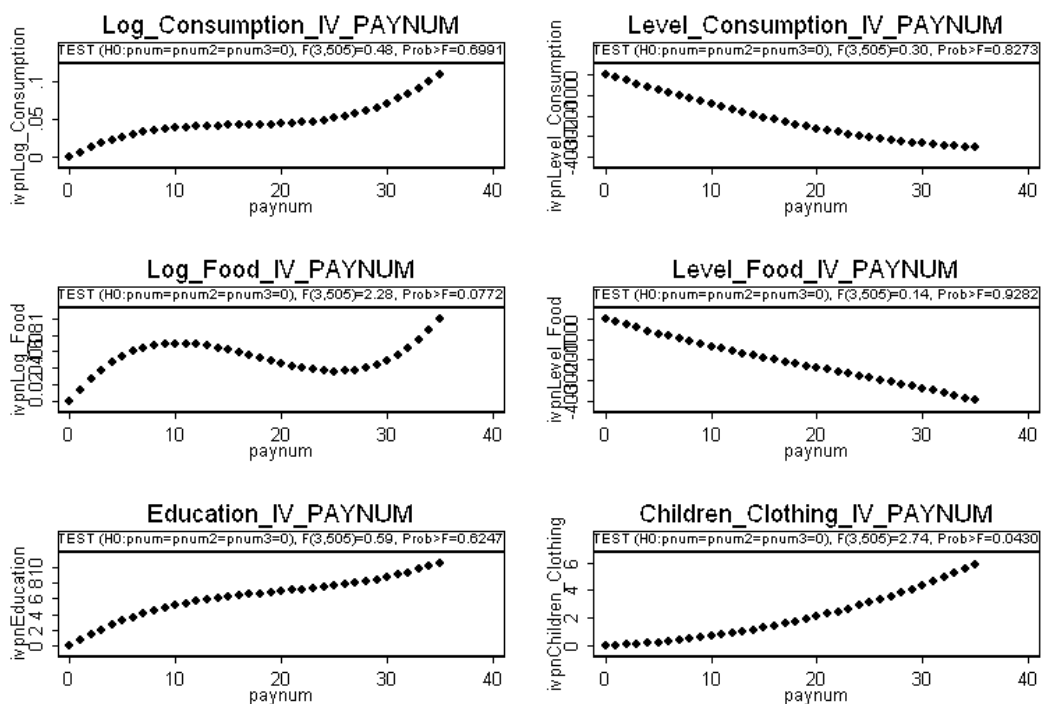 Log_Consumption_IV_PAYNUM
TEST (H0:pnum=pnum2=pnum3=0), F(3,505)=0.48, Prob>F=0.6991
ivpnLog_Consumption
0 .05 .1
0 10 20 30 40
paynum
Level_Consumption_IV_PAYNUM
TEST (H0:pnum=pnum2=pnum3=0), F(3,505)=0.30, Prob>F=0.8273
ivpnLevel_Consumption
0 10 20 30 40
paynum
Log_Food_IV_PAYNUM
TEST (H0:pnum=pnum2=pnum3=0), F(3,505)=2.28, Prob>F=0.0772
ivpnLog_Food
0 10 20 30 40
paynum
Level_Food_IV_PAYNUM
TEST (H0:pnum=pnum2=pnum3=0), F(3,505)=0.14, Prob>F=0.9282
ivpnLevel_Food
0 10 20 30 40
paynum
Education_IV_PAYNUM
TEST (H0:pnum=pnum2=pnum3=0), F(3,505)=0.59, Prob>F=0.6247
ivpnEducation
0 2 4 6 8 10
0 10 20 30 40
paynum
Children_Clothing_IV_PAYNUM
TEST (H0:pnum=pnum2=pnum3=0), F(3,505)=2.74, Prob>F=0.0430
ivpnChildren_Clothing
0 2 4 6
0 10 20 30 40
paynum